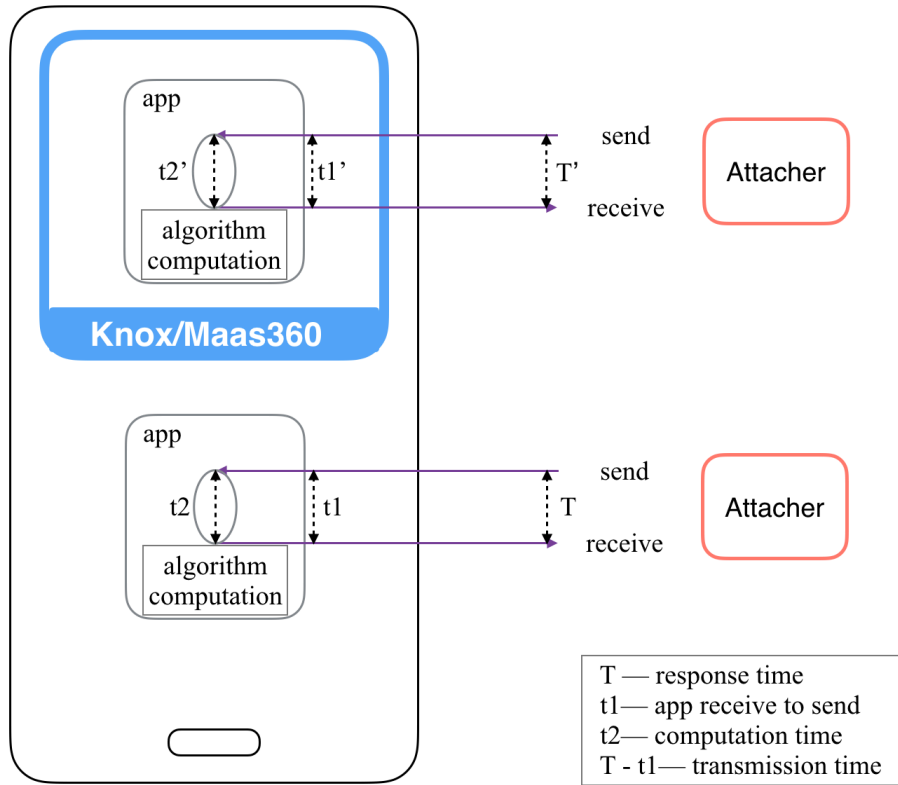 app
send
t2’
t1’
T’
Attacher
receive
algorithm
computation
Knox/Maas360
app
send
t2
t1
T
Attacher
receive
algorithm
computation
T — response time
t1— app receive to send
t2— computation time
T - t1— transmission time